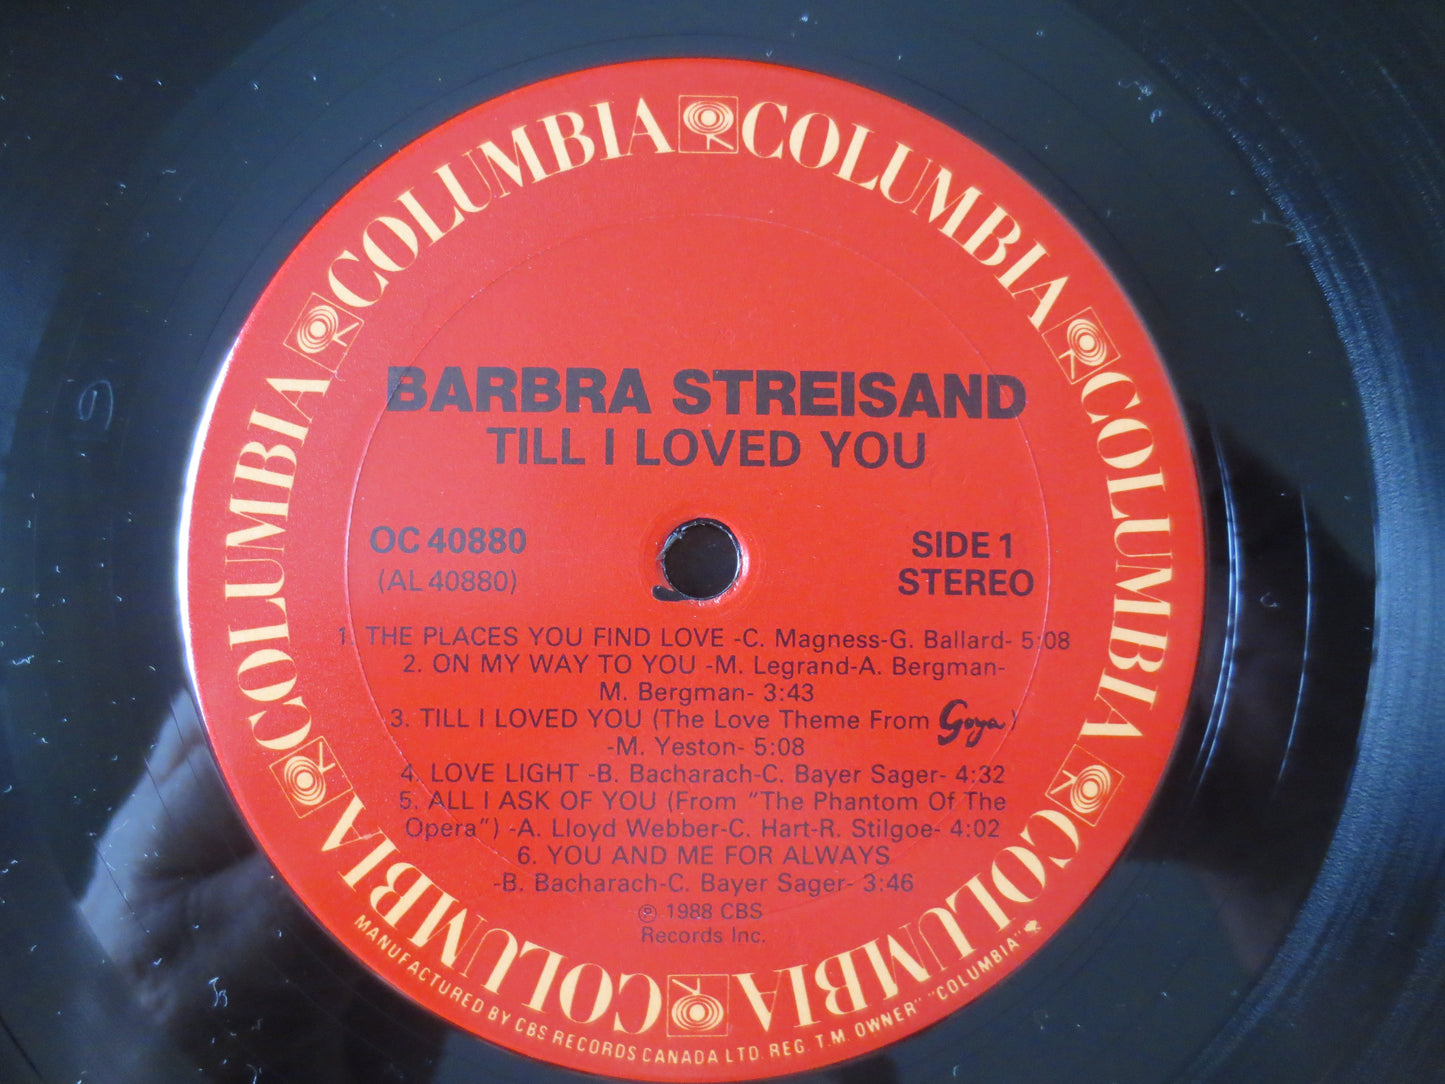 COLUMBIA COLUMBIA COLUMBIA COLUMBIA COLUMBIA COLUMBIA COLUMBIA COLUMBIA
BARBRA STREISAND
TILL I LOVED YOU
OC 40880
(AL 40880)
SIDE 1
STEREO
1. THE PLACES YOU FIND LOVE -C. Magness-G. Ballard- 5:08
2. ON MY WAY TO YOU -M. Legrand-A. Bergman-
M. Bergman- 3:43
3. TILL I LOVED YOU (The Love Theme From Goya)
-M. Yeston- 5:08
4. LOVE LIGHT -B. Bacharach-C. Bayer Sager- 4:32
5. ALL I ASK OF YOU (From "The Phantom Of The
Opera") -A. Lloyd Webber-C. Hart-R. Stilgoe- 4:02
6. YOU AND ME FOR ALWAYS
-B. Bacharach-C. Bayer Sager- 3:46
℗ 1988 CBS
Records Inc.
MANUFACTURED BY CBS RECORDS CANADA LTD. REG. T.M. OWNER" "COLUMBIA"